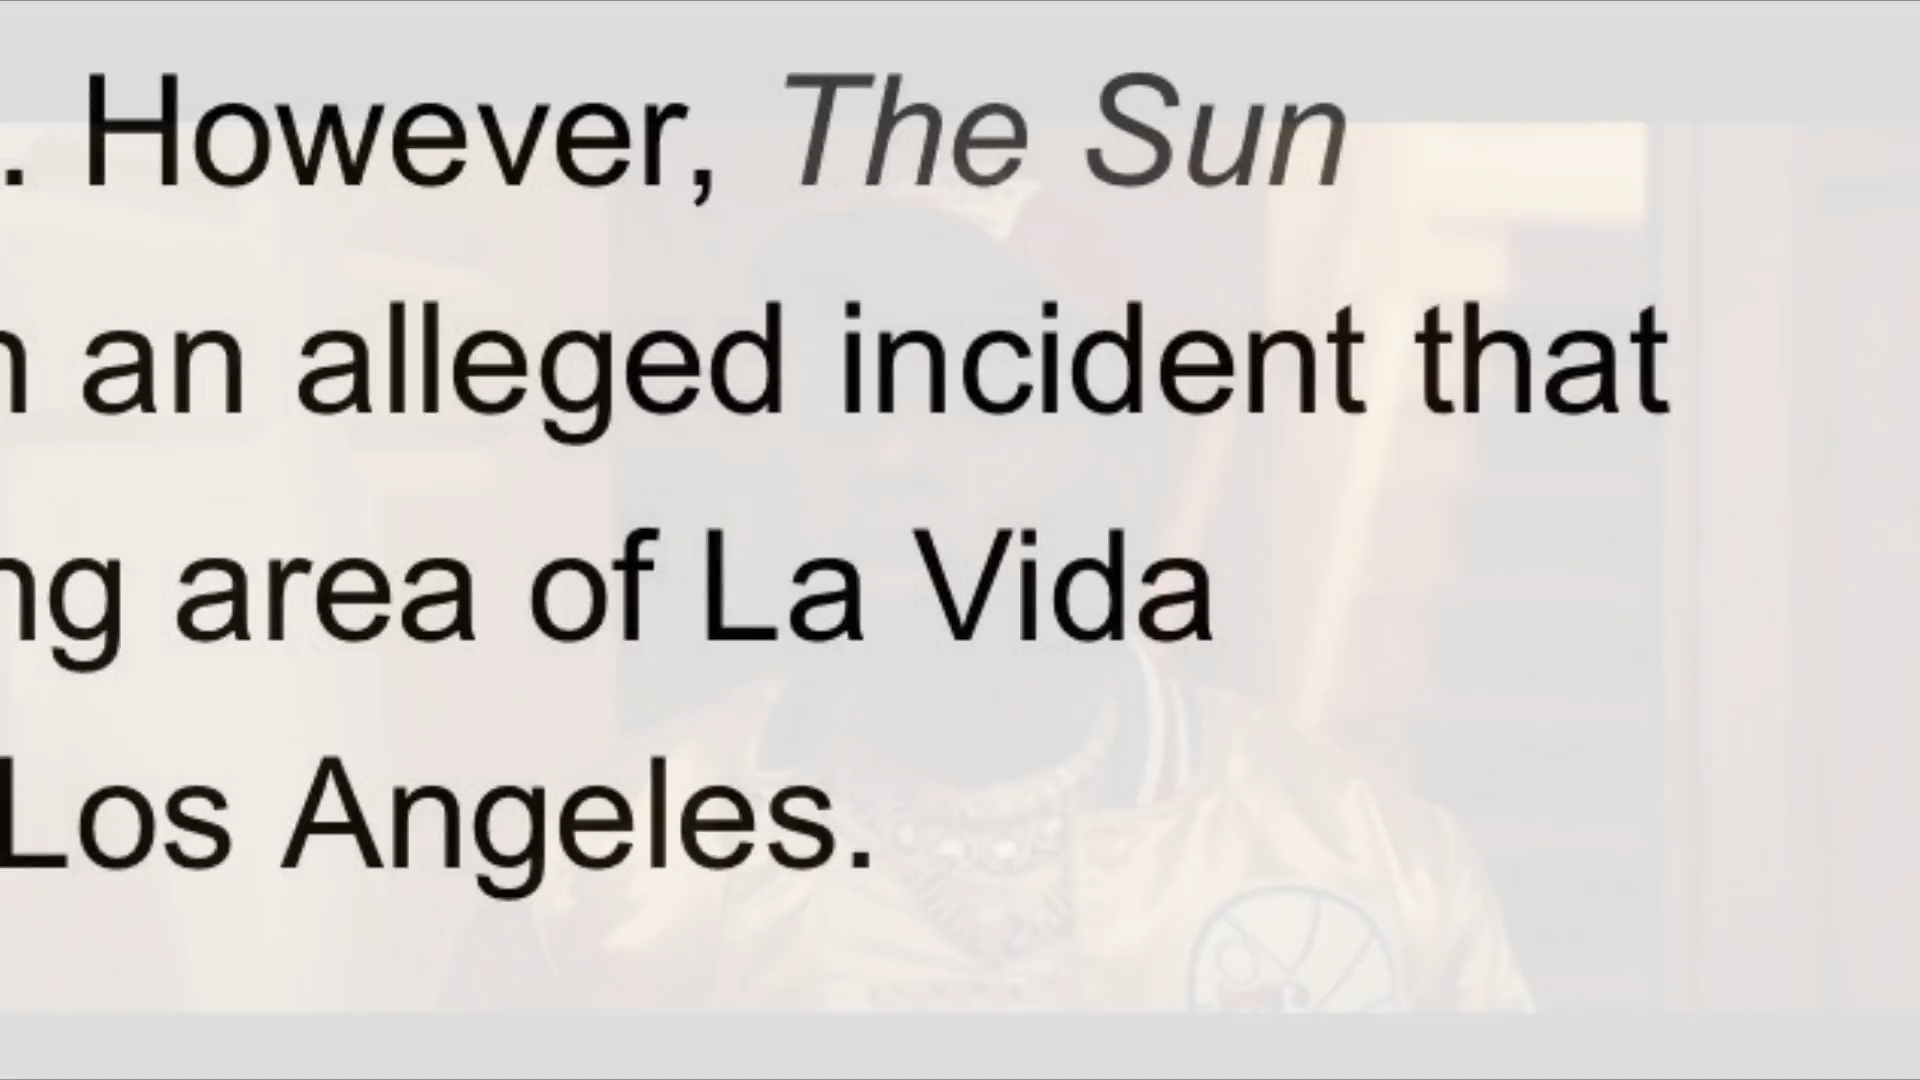 . However, The Sun
an alleged incident that
ng area of La Vida
Los Angeles.